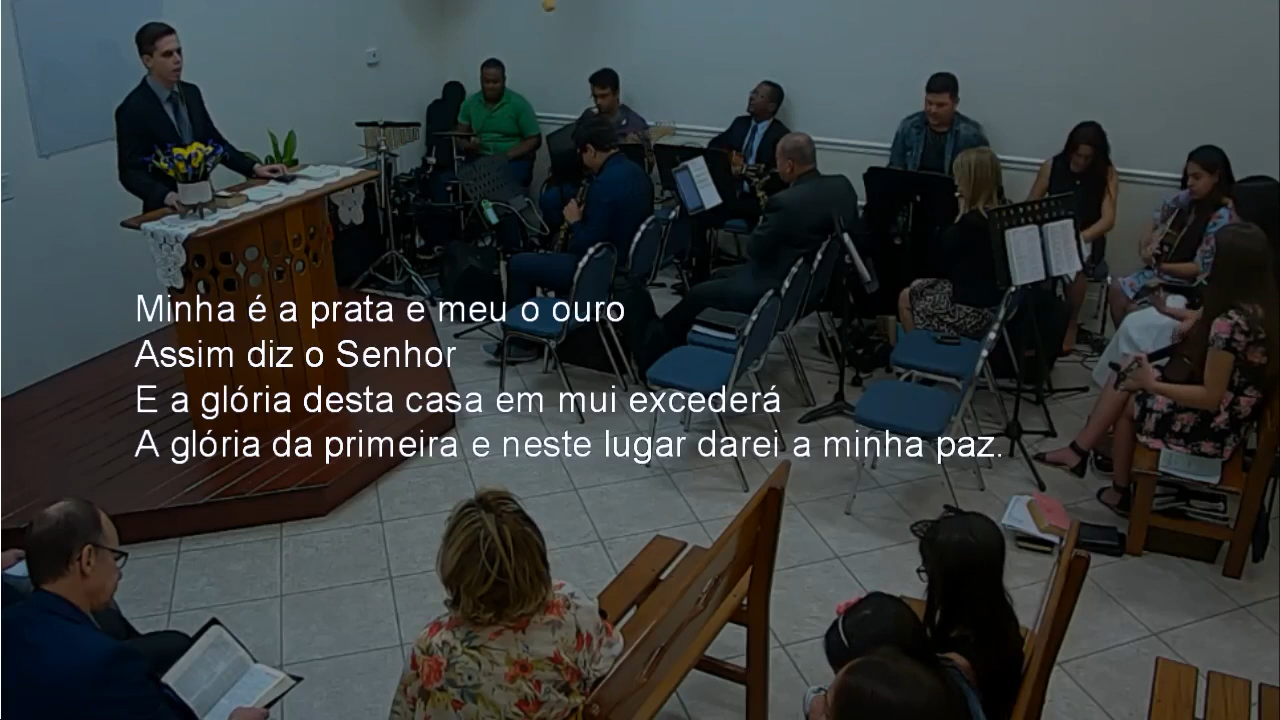 Minha é a prata e meu o ouro
Assim diz o Senhor
E a glória desta casa em mui excederá
A glória da primeira e neste lugar darei a minha paz.